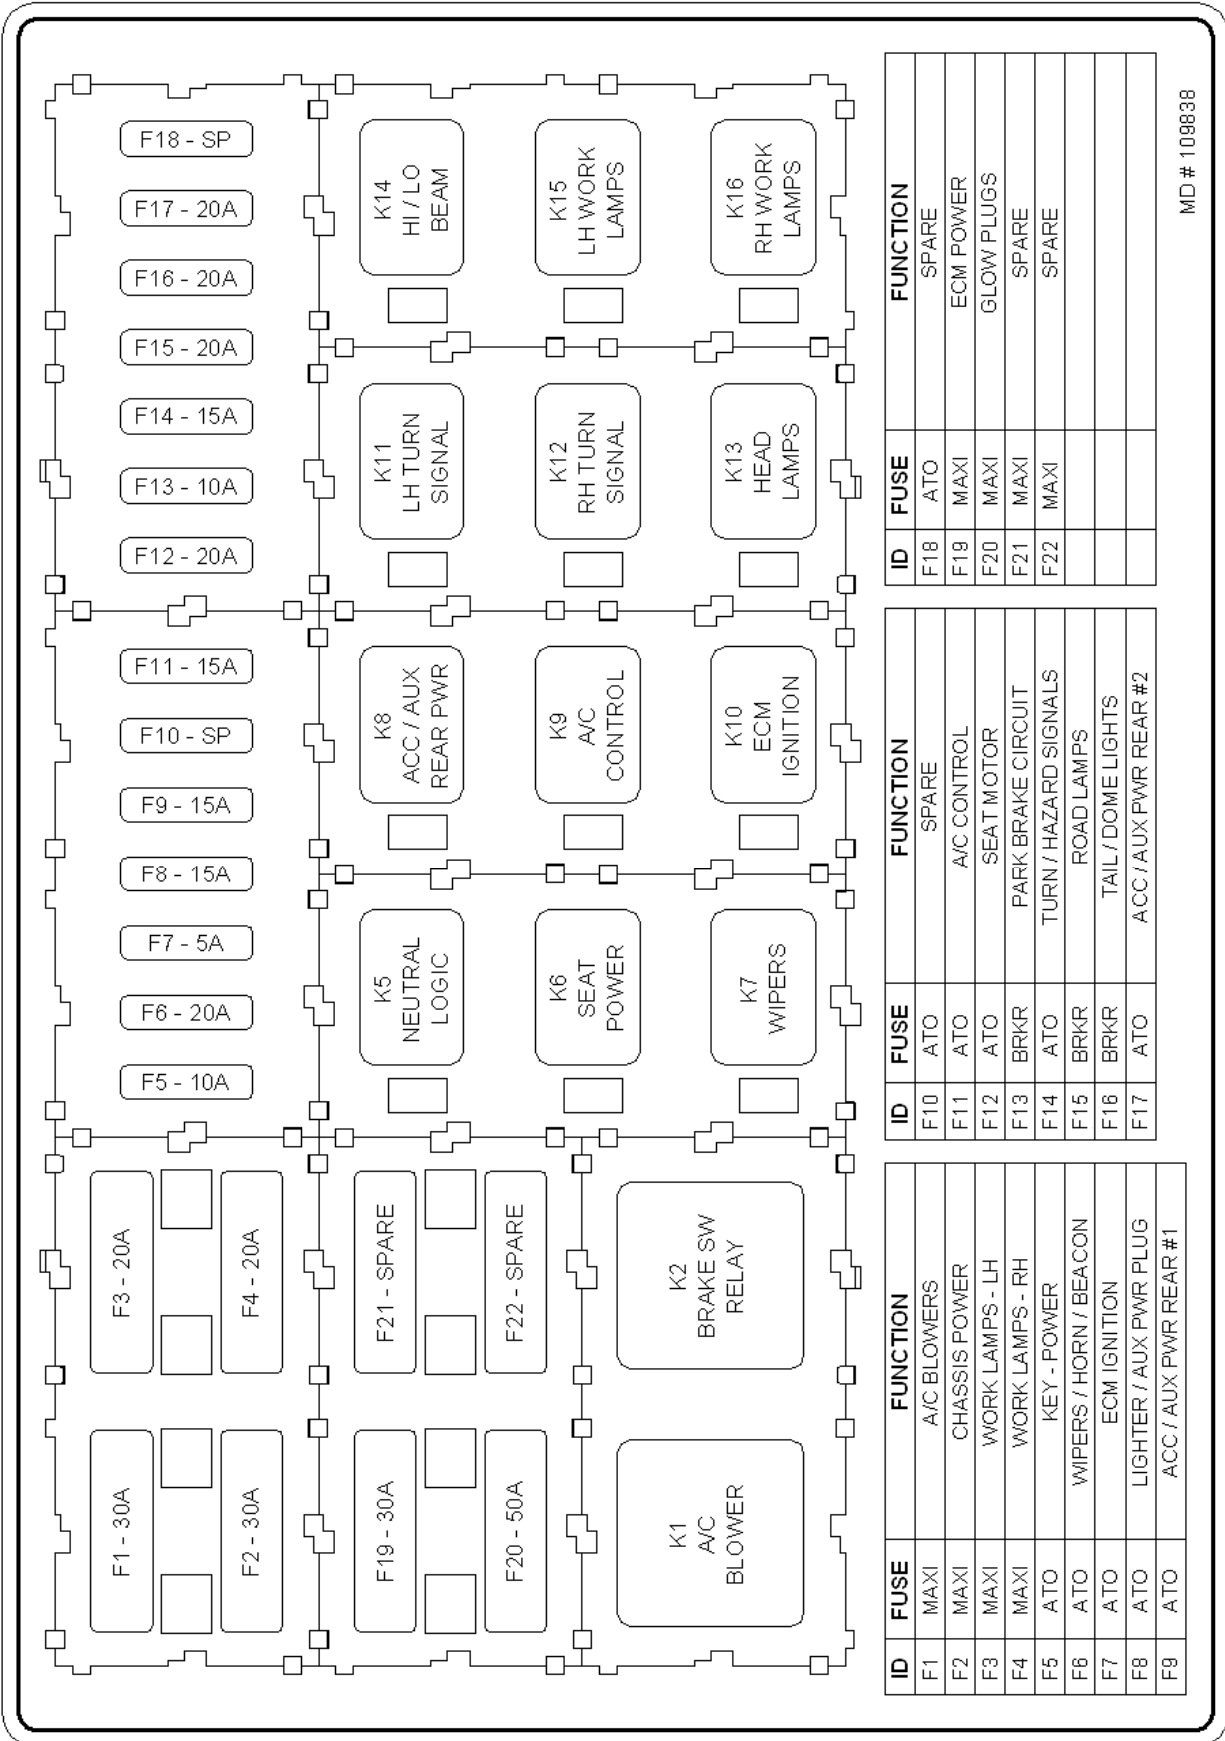 F18 - SP
F17 - 20A
F16 - 20A
F15 - 20A
F14 - 15A
F13 - 10A
F12 - 20A
F11 - 15A
F10 - SP
F9 - 15A
F8 - 15A
F7 - 5A
F6 - 20A
F5 - 10A
F3 - 20A
F4 - 20A
F1 - 30A
F2 - 30A
K14
HI / LO
BEAM
K15
LH WORK
LAMPS
K16
RH WORK
LAMPS
K11
LH TURN
SIGNAL
K12
RH TURN
SIGNAL
K13
HEAD
LAMPS
K8
ACC / AUX
REAR PWR
K9
A/C
CONTROL
K10
ECM
IGNITION
K5
NEUTRAL
LOGIC
K6
SEAT
POWER
K7
WIPERS
F21 - SPARE
F22 - SPARE
F19 - 30A
F20 - 50A
K2
BRAKE SW
RELAY
K1
A/C
BLOWER
ID FUSE FUNCTION
F1 MAXI A/C BLOWERS
F2 MAXI CHASSIS POWER
F3 MAXI WORK LAMPS - LH
F4 MAXI WORK LAMPS - RH
F5 ATO KEY - POWER
F6 ATO WIPERS / HORN / BEACON
F7 ATO ECM IGNITION
F8 ATO LIGHTER / AUX PWR PLUG
F9 ATO ACC / AUX PWR REAR #1
ID FUSE FUNCTION
F10 ATO SPARE
F11 ATO A/C CONTROL
F12 ATO SEAT MOTOR
F13 BRKR PARK BRAKE CIRCUIT
F14 ATO TURN / HAZARD SIGNALS
F15 BRKR ROAD LAMPS
F16 BRKR TAIL / DOME LIGHTS
F17 ATO ACC / AUX PWR REAR #2
ID FUSE FUNCTION
F18 ATO SPARE
F19 MAXI ECM POWER
F20 MAXI GLOW PLUGS
F21 MAXI SPARE
F22 MAXI SPARE
MD # 109838